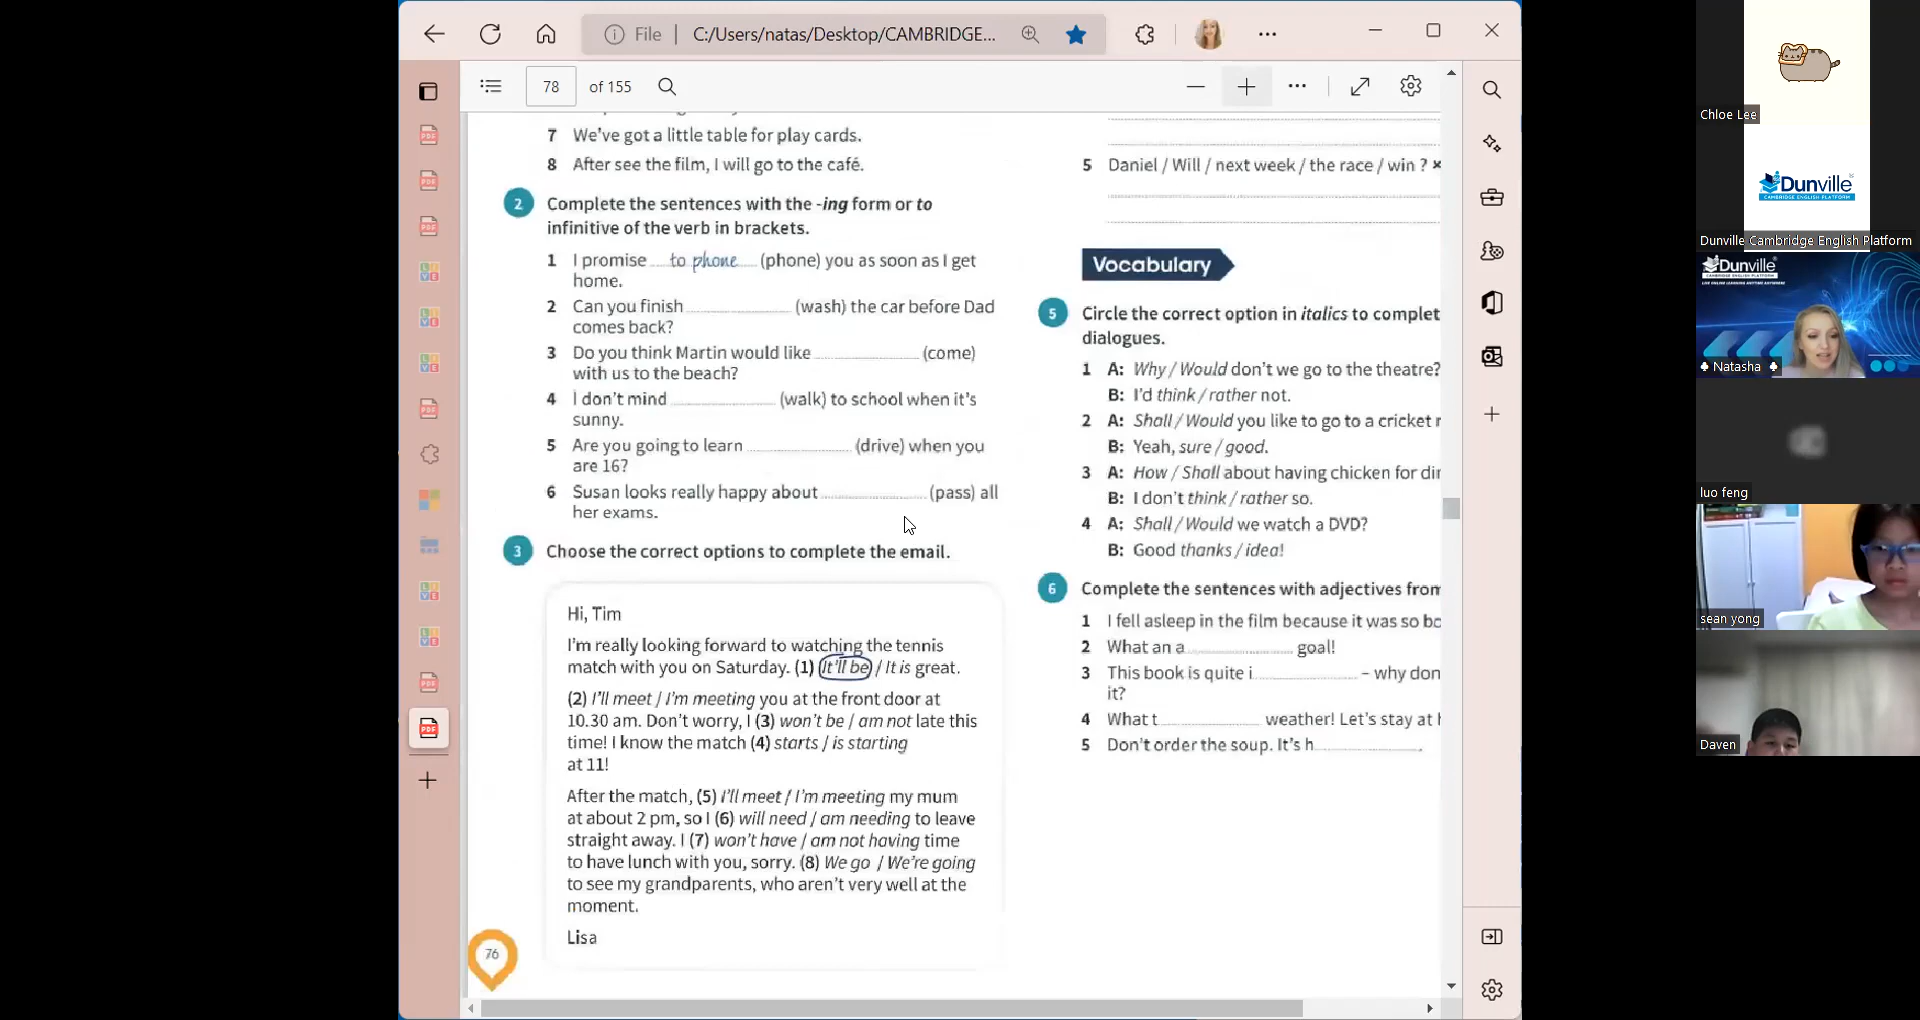 File
C:/Users/natas/Desktop/CAMBRIDGE...
78 of 155
7 We've got a little table for play cards.
8 After see the film, I will go to the café.
2 Complete the sentences with the -ing form or to
infinitive of the verb in brackets.
1 I promise to phone (phone) you as soon as I get
home.
2 Can you finish (wash) the car before Dad
comes back?
3 Do you think Martin would like (come)
with us to the beach?
4 I don't mind (walk) to school when it's
sunny.
5 Are you going to learn (drive) when you
are 16?
6 Susan looks really happy about (pass) all
her exams.
3 Choose the correct options to complete the email.
Hi, Tim
I'm really looking forward to watching the tennis
match with you on Saturday. (1) It'll be / It is great.
(2) I'll meet / I'm meeting you at the front door at
10.30 am. Don't worry, I (3) won't be / am not late this
time! I know the match (4) starts / is starting
at 11!
After the match, (5) I'll meet / I'm meeting my mum
at about 2 pm, so I (6) will need / am needing to leave
straight away. I (7) won't have / am not having time
to have lunch with you, sorry. (8) We go / We're going
to see my grandparents, who aren't very well at the
moment.
Lisa
76
5 Daniel / Will / next week / the race / win ? ×
Vocabulary
5 Circle the correct option in italics to complet
dialogues.
1 A: Why / Would don't we go to the theatre?
B: I'd think / rather not.
2 A: Shall / Would you like to go to a cricket
B: Yeah, sure / good.
3 A: How / Shall about having chicken for
B: I don't think / rather so.
4 A: Shall / Would we watch a DVD?
B: Good thanks / idea!
6 Complete the sentences with adjectives from
1 I fell asleep in the film because it was so bo
2 What an a goal!
3 This book is quite i – why don
it?
4 What t weather! Let's stay at
5 Don't order the soup. It's h .
Chloe Lee
Dunville
CAMBRIDGE ENGLISH PLATFORM
Dunville Cambridge English Platform
Dunville
LIVE ONLINE LEARNING ANYTIME ANYWHERE
Natasha
luo feng
sean yong
Daven